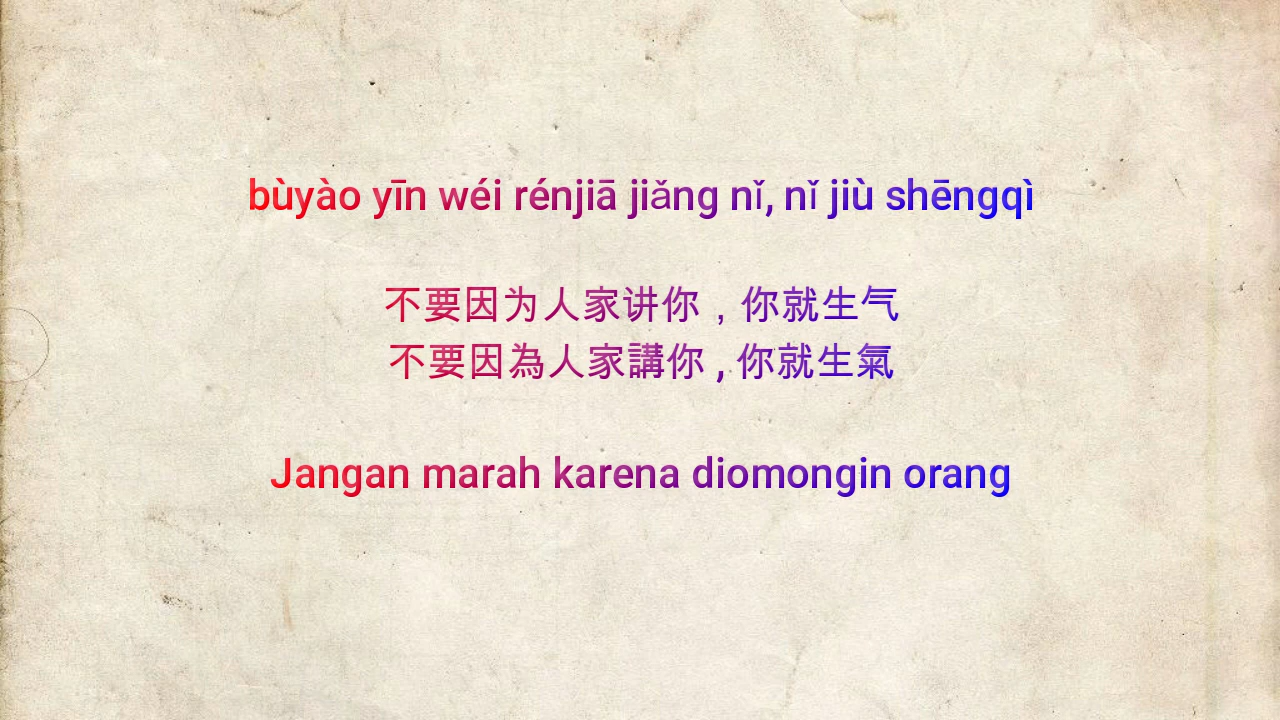 bùyào yīn wéi rénjiā jiǎng nǐ, nǐ jiù shēngqì
不要因为人家讲你，你就生气
不要因為人家講你 , 你就生氣
Jangan marah karena diomongin orang